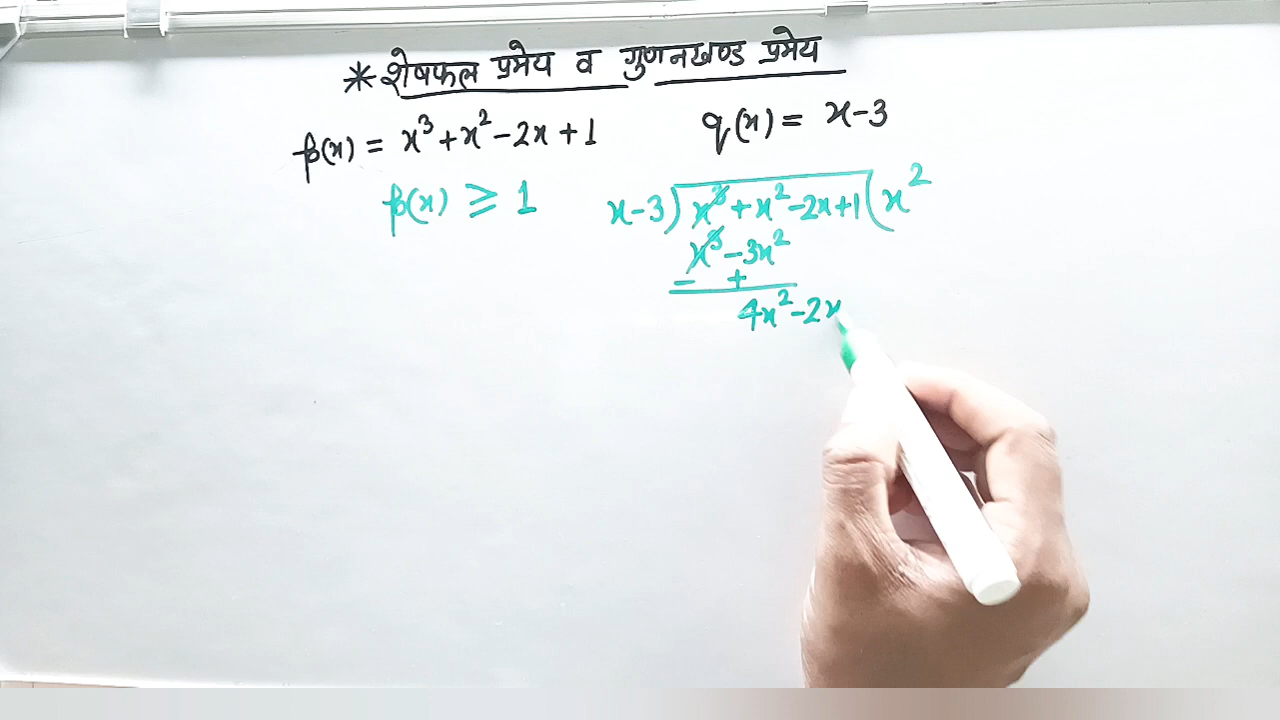 * शेषफल प्रमेय व गुणनखण्ड प्रमेय
p(x) = x³+x²-2x+1 q(x) = x-3
p(x) ≥ 1
x-3) x³+x²-2x+1 (x²
x³-3x²
- +
4x²-2x